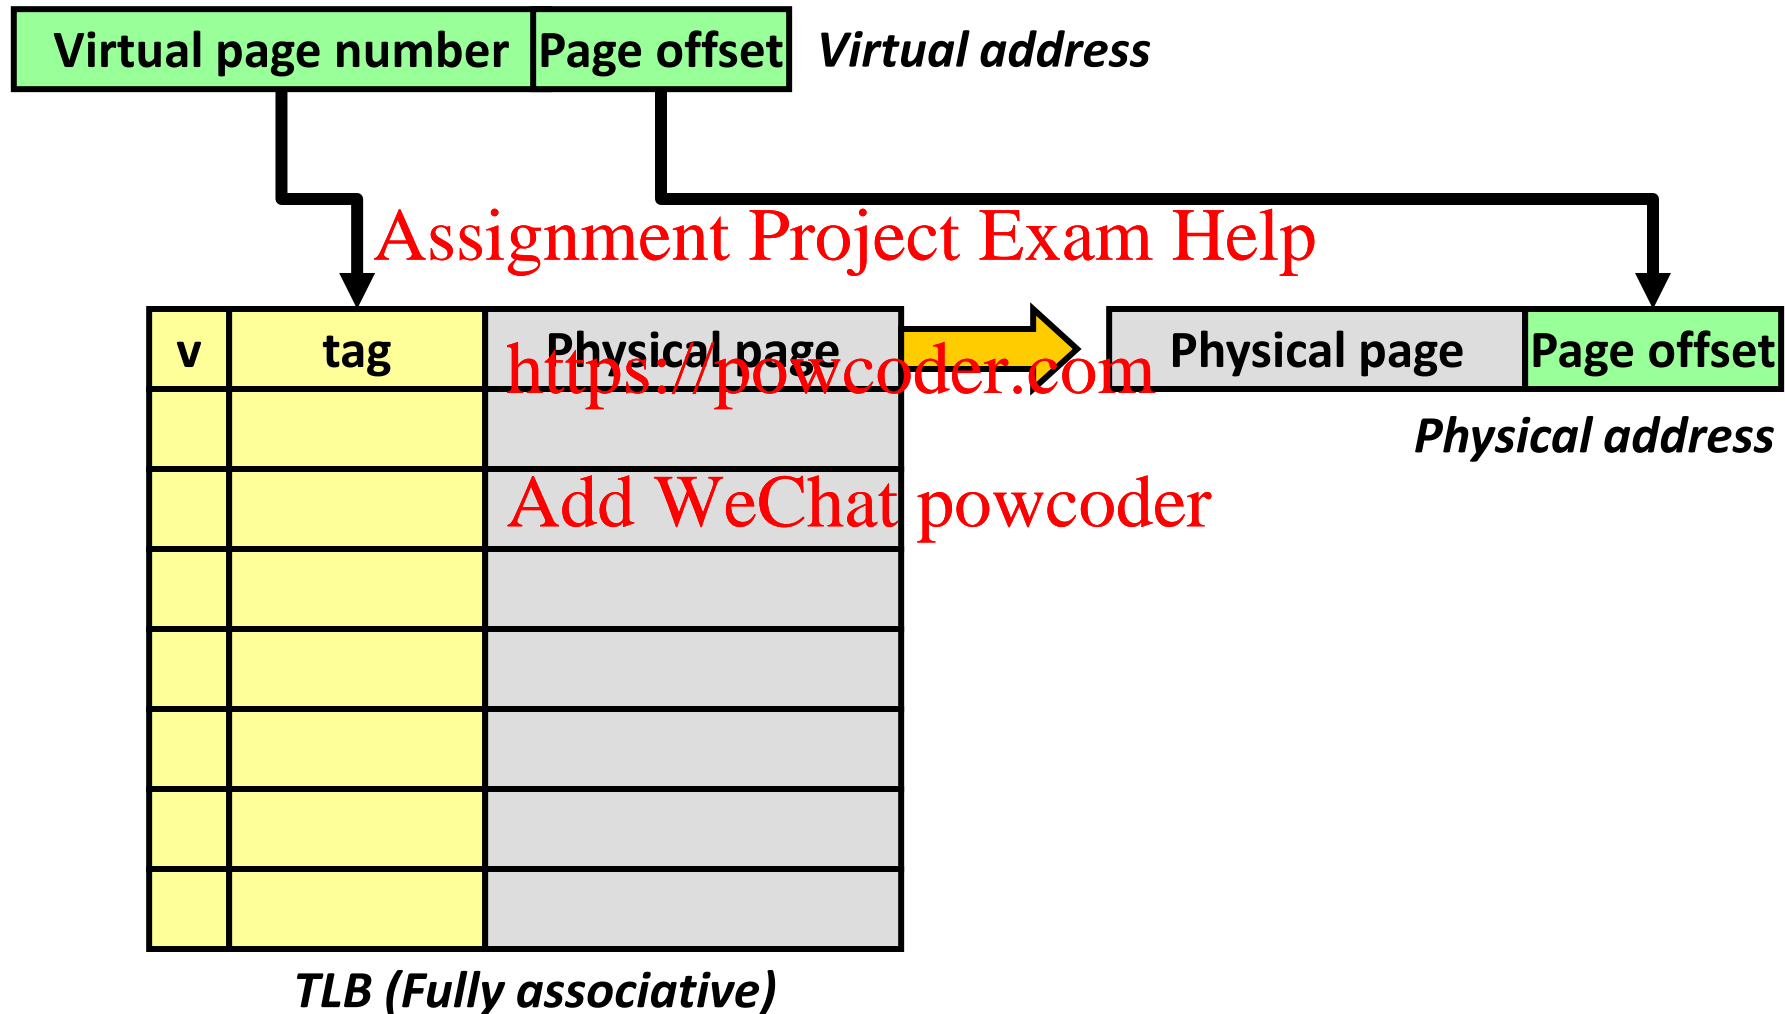 Virtual page number Page offset Virtual address
Assignment Project Exam Help
v tag Physical page Physical page Page offset
https://powcoder.com
Physical address
Add WeChat powcoder
TLB (Fully associative)